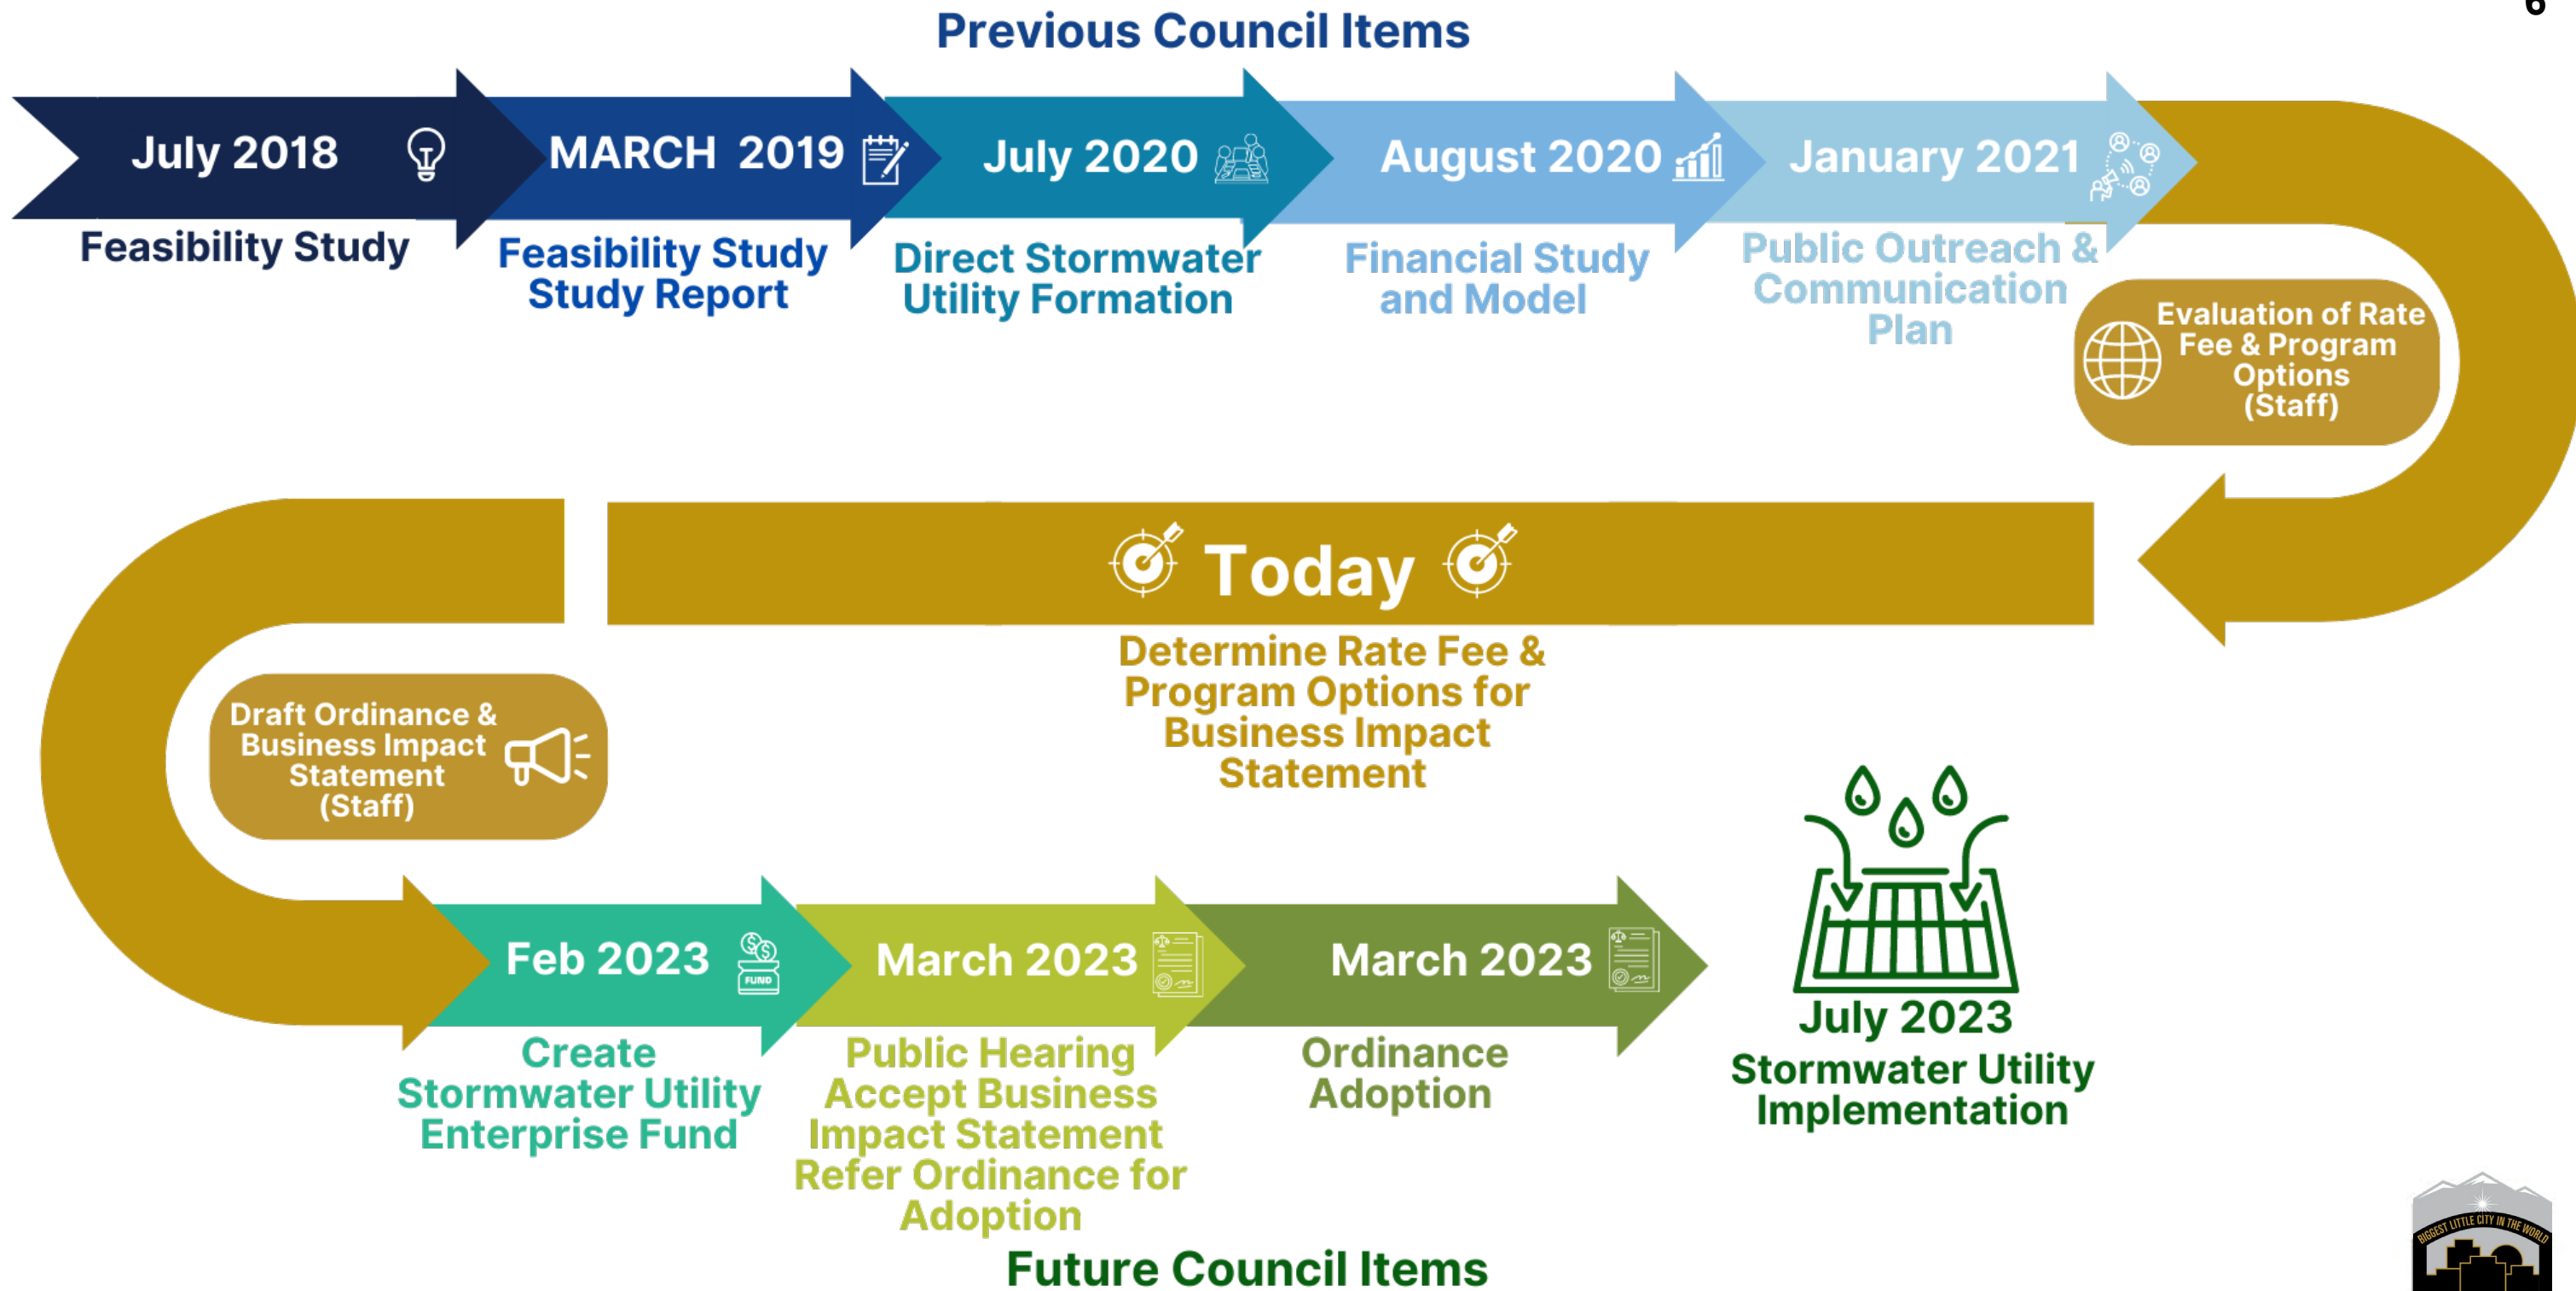 6
Previous Council Items
July 2018
MARCH 2019
July 2020
August 2020
January 2021
Feasibility Study
Feasibility Study
Study Report
Direct Stormwater
Utility Formation
Financial Study
and Model
Public Outreach &
Communication
Plan
Evaluation of Rate
Fee & Program
Options
(Staff)
Today
Determine Rate Fee &
Program Options for
Business Impact
Statement
Draft Ordinance &
Business Impact
Statement
(Staff)
Feb 2023
FUND
March 2023
March 2023
Create
Stormwater Utility
Enterprise Fund
Public Hearing
Accept Business
Impact Statement
Refer Ordinance for
Adoption
Ordinance
Adoption
July 2023
Stormwater Utility
Implementation
Future Council Items
BIGGEST LITTLE CITY IN THE WORLD